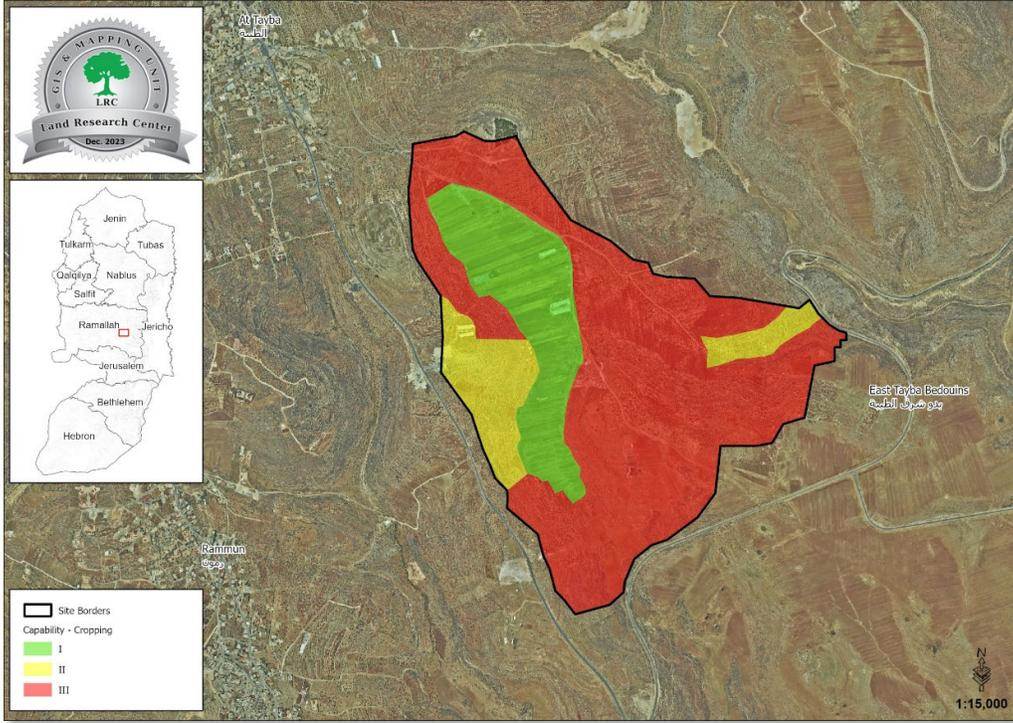 GIS & MAPPING UNIT
LRC
Land Research Center
Dec. 2023
At Tayba
الطيبة
Jenin
Tulkarm
Tubas
Qalqilya
Nablus
Salfit
Ramallah
Jericho
Jerusalem
Bethlehem
Hebron
East Tayba Bedouins
بدو شرق الطيبة
Rammun
رمون
Site Borders
Capability - Cropping
I
II
III
N
1:15,000